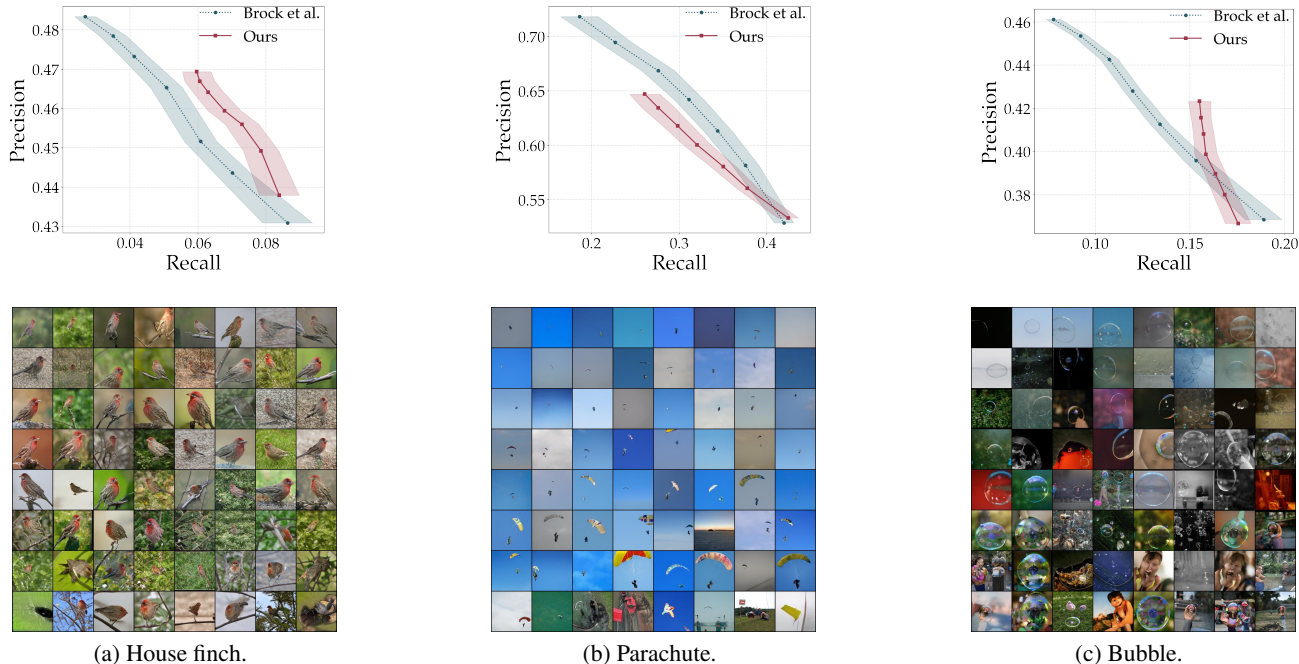 0.48
0.47
0.46
0.45
0.44
0.43
Precision
0.04 0.06 0.08
Recall
Brock et al.
Ours
0.70
0.65
0.60
0.55
Precision
0.2 0.3 0.4
Recall
Brock et al.
Ours
0.46
0.44
0.42
0.40
0.38
Precision
0.10 0.15 0.20
Recall
Brock et al.
Ours
(a) House finch.
(b) Parachute.
(c) Bubble.